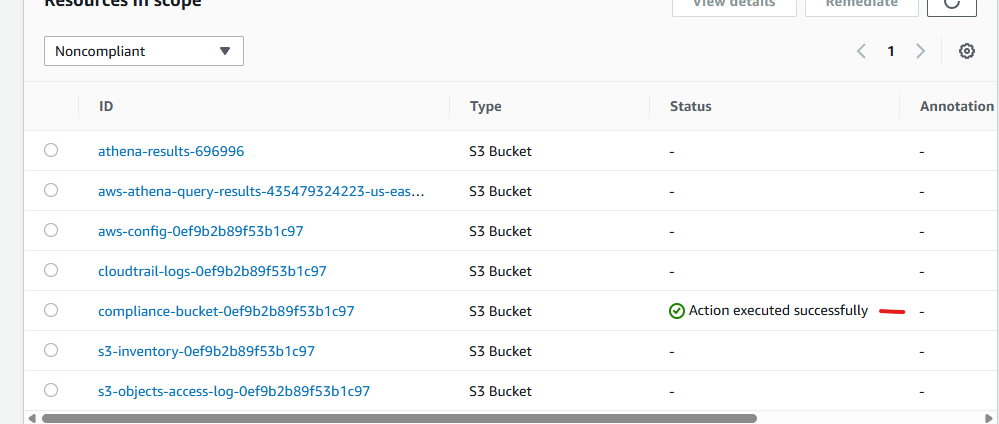 Resources in scope
View details
Remediate
Noncompliant
1
ID Type Status Annotation
athena-results-696996 S3 Bucket - -
aws-athena-query-results-435479324223-us-eas... S3 Bucket - -
aws-config-0ef9b2b89f53b1c97 S3 Bucket - -
cloudtrail-logs-0ef9b2b89f53b1c97 S3 Bucket - -
compliance-bucket-0ef9b2b89f53b1c97 S3 Bucket Action executed successfully -
s3-inventory-0ef9b2b89f53b1c97 S3 Bucket - -
s3-objects-access-log-0ef9b2b89f53b1c97 S3 Bucket - -